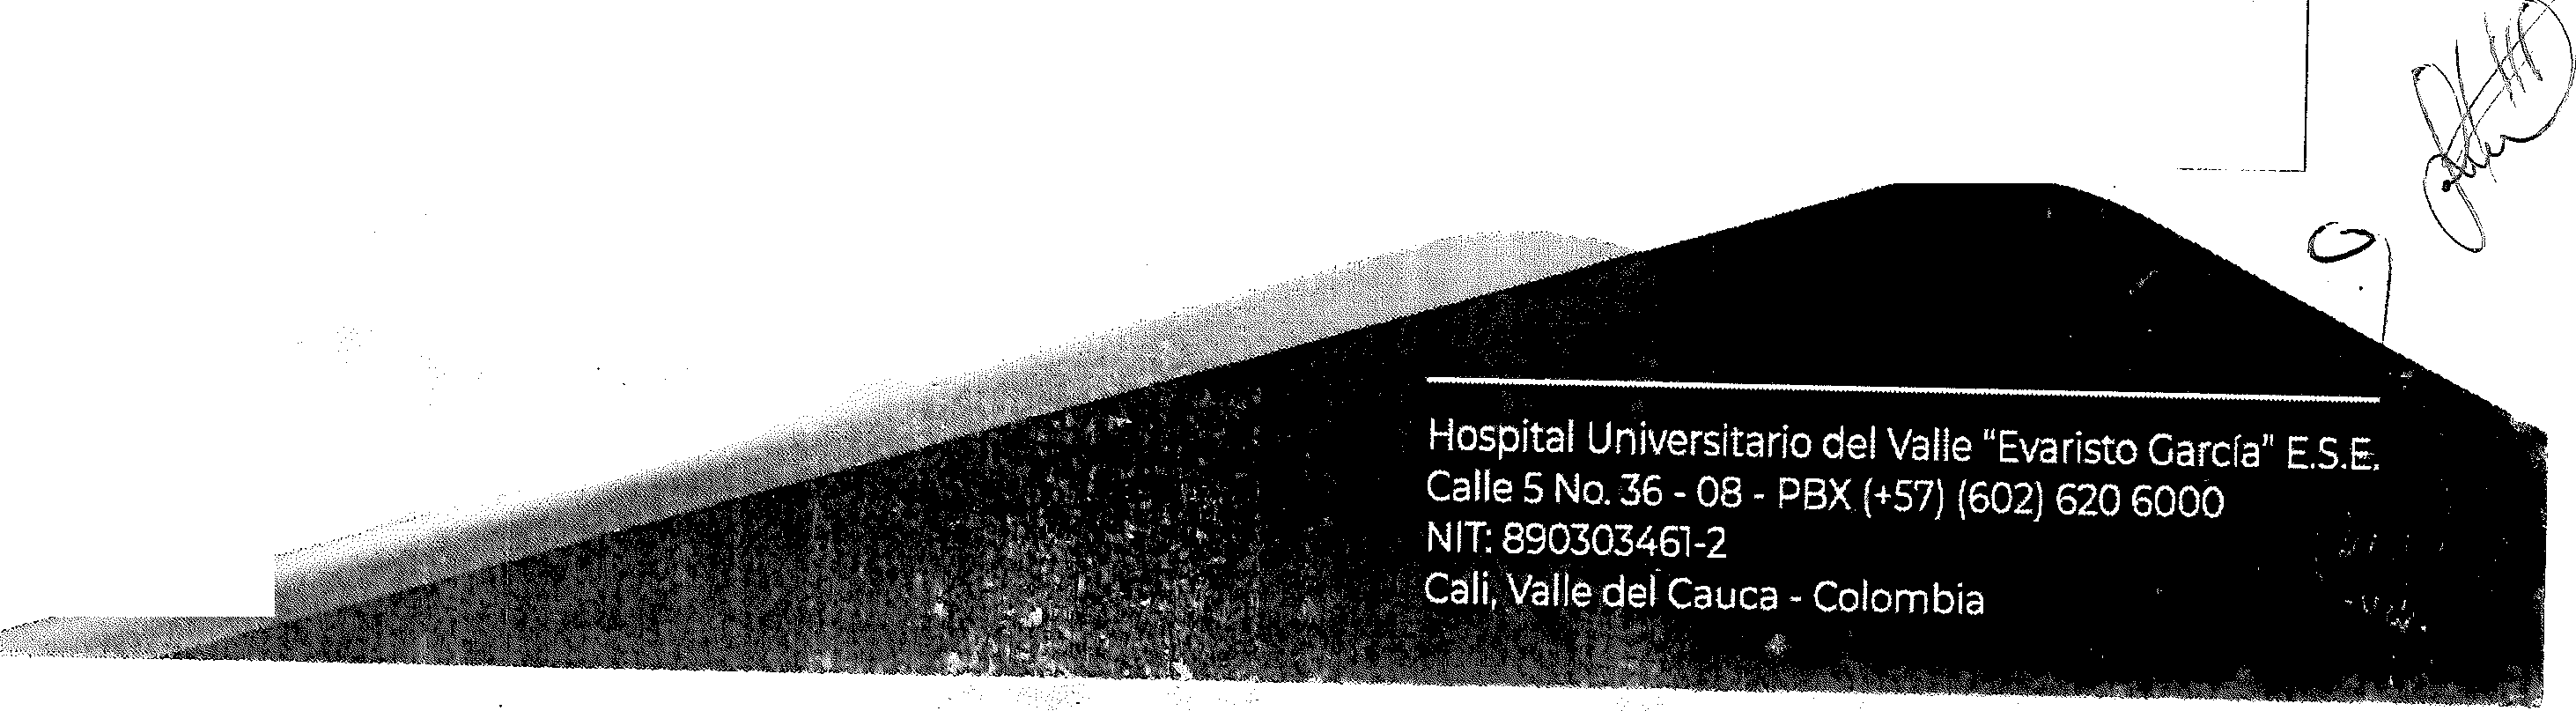 Hospital Universitario del Valle “Evaristo García” E.S.E.
Calle 5 No. 36 - 08 - PBX (+57) (602) 620 6000
NIT: 890303461-2
Cali, Valle del Cauca - Colombia